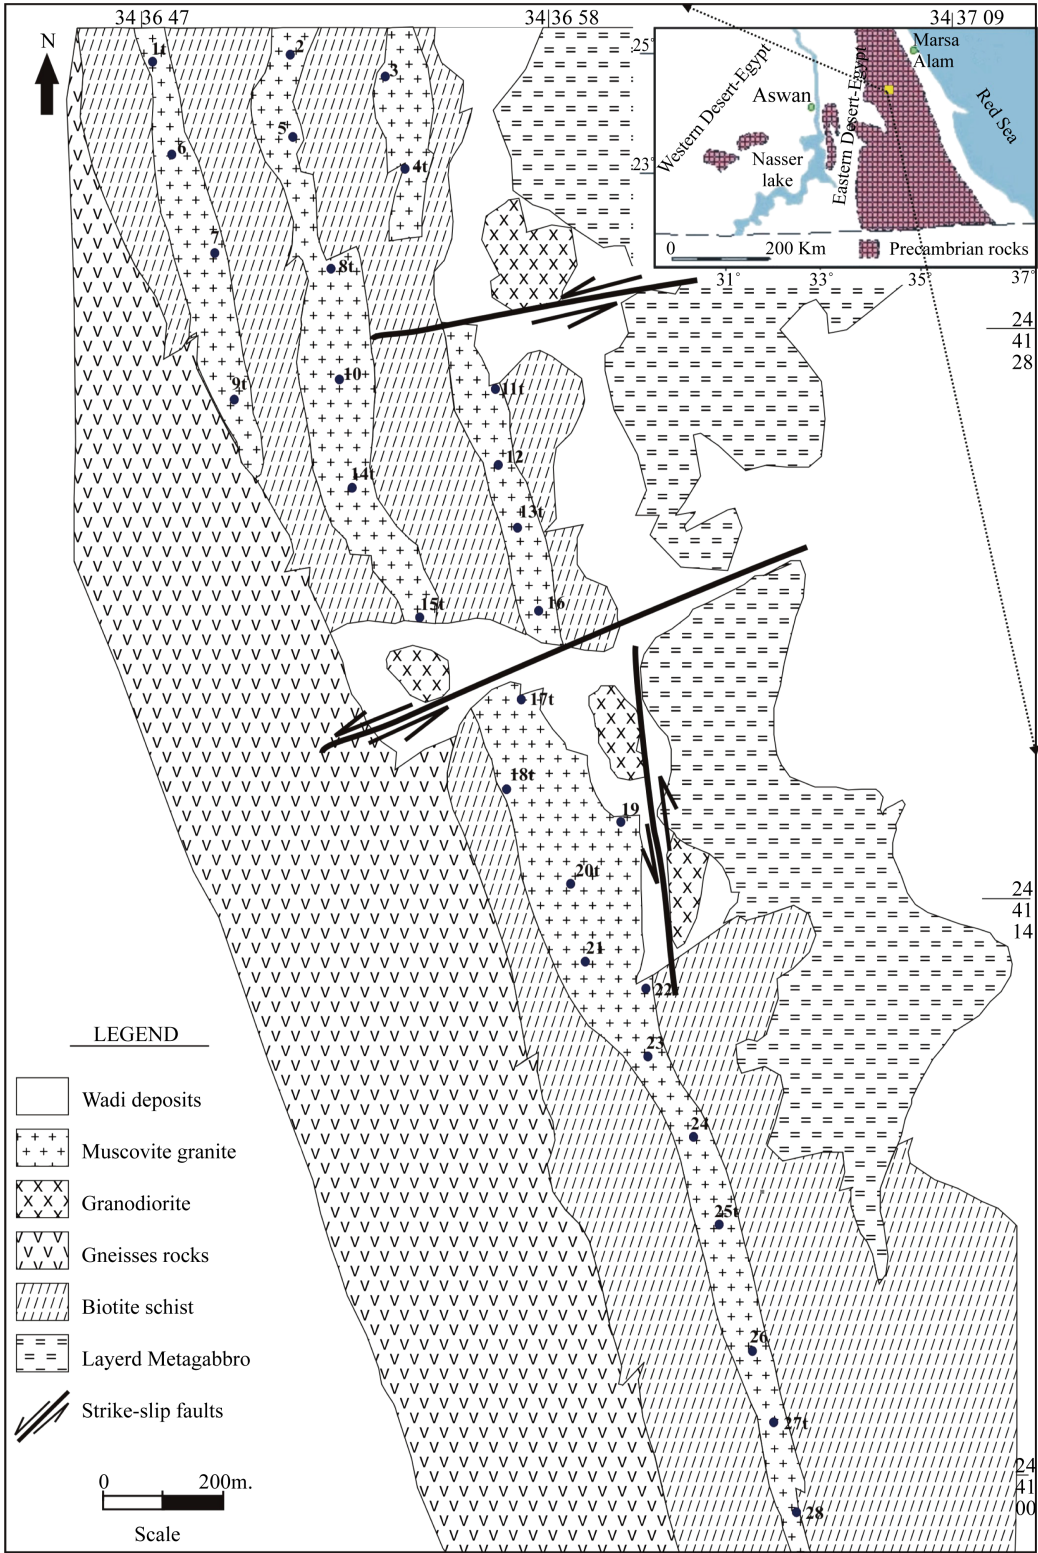 34 36 47
34 36 58
34 37 09
N
1t
2
3
5
6
4t
7
8t
10
9t
11t
12
14t
13t
15t
16
17t
18t
19
20t
21
22
23
24
25t
26
27t
28
25°
23°
Western Desert-Egypt
Aswan
Eastern Desert-Egypt
Marsa
Alam
Red Sea
Nasser
lake
0
200 Km
Precambrian rocks
31°
33°
35°
37°
24
41
28
24
41
14
24
41
00
LEGEND
Wadi deposits
Muscovite granite
Granodiorite
Gneisses rocks
Biotite schist
Layerd Metagabbro
Strike-slip faults
0
200m.
Scale